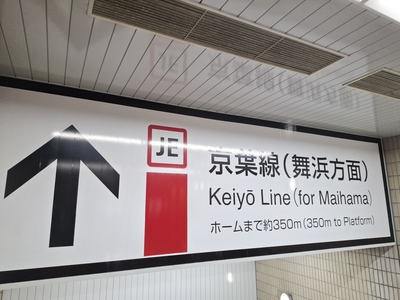 JE
京葉線(舞浜方面)
Keiyō Line (for Maihama)
ホームまで約350m (350m to Platform)